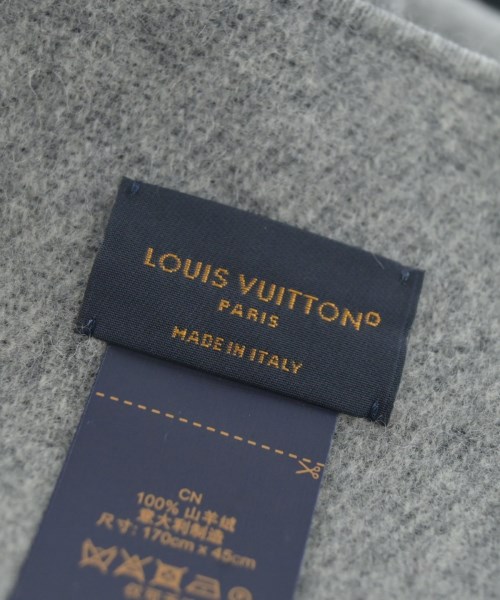 LOUIS VUITTON
PARIS
MADE IN ITALY
CN
100% 山羊绒
意大利制造
尺寸: 170cm x 45cm